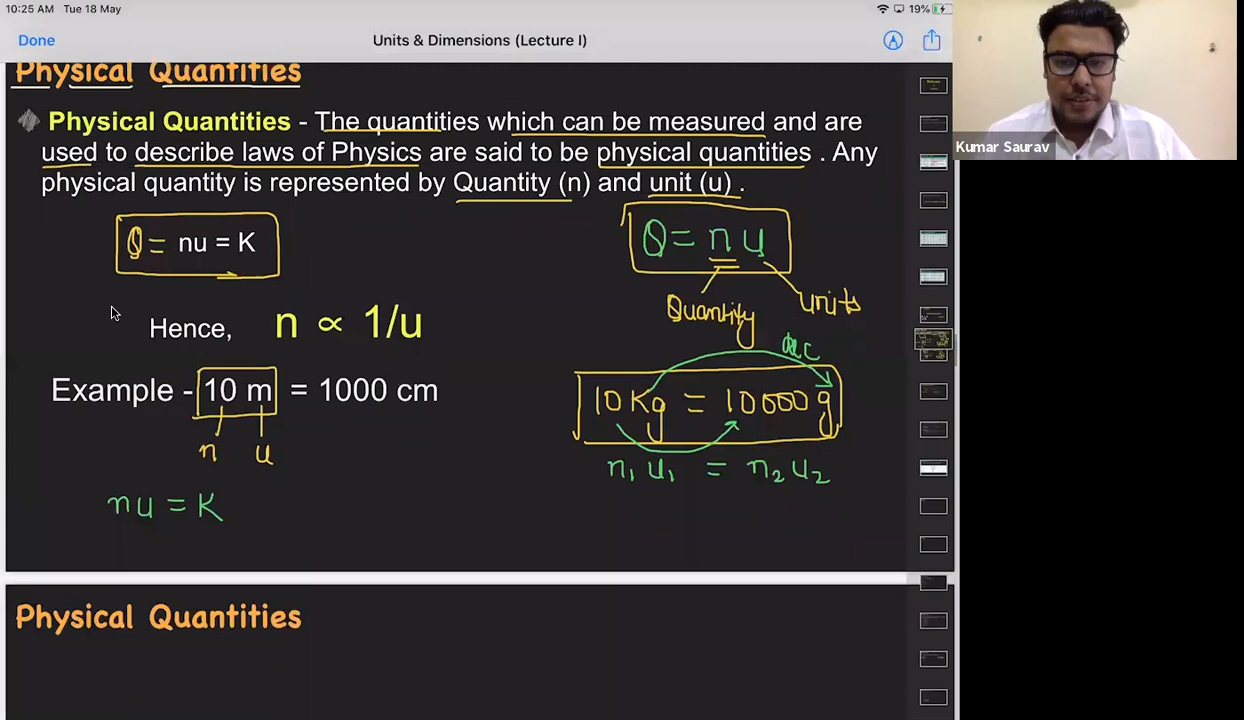 10:25 AM Tue 18 May
19%
Done
Units & Dimensions (Lecture I)
Physical Quantities
Kumar Saurav
Physical Quantities - The quantities which can be measured and are
used to describe laws of Physics are said to be physical quantities . Any
physical quantity is represented by Quantity (n) and unit (u) .
Q = nu = K
Q = n u
Quantity
units
Hence, n ∝ 1/u
Example - 10 m = 1000 cm
10 Kg = 10000 g
n u
n₁ u₁ = n₂ u₂
nu = K
Physical Quantities